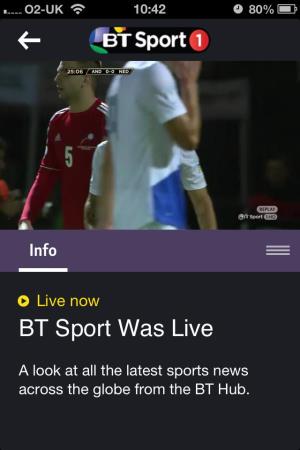 O2-UK 10:42 80%
BT Sport 1
25:06 AND 0-0 NED
5
REPLAY
BT Sport HD
Info
Live now
BT Sport Was Live
A look at all the latest sports news
across the globe from the BT Hub.